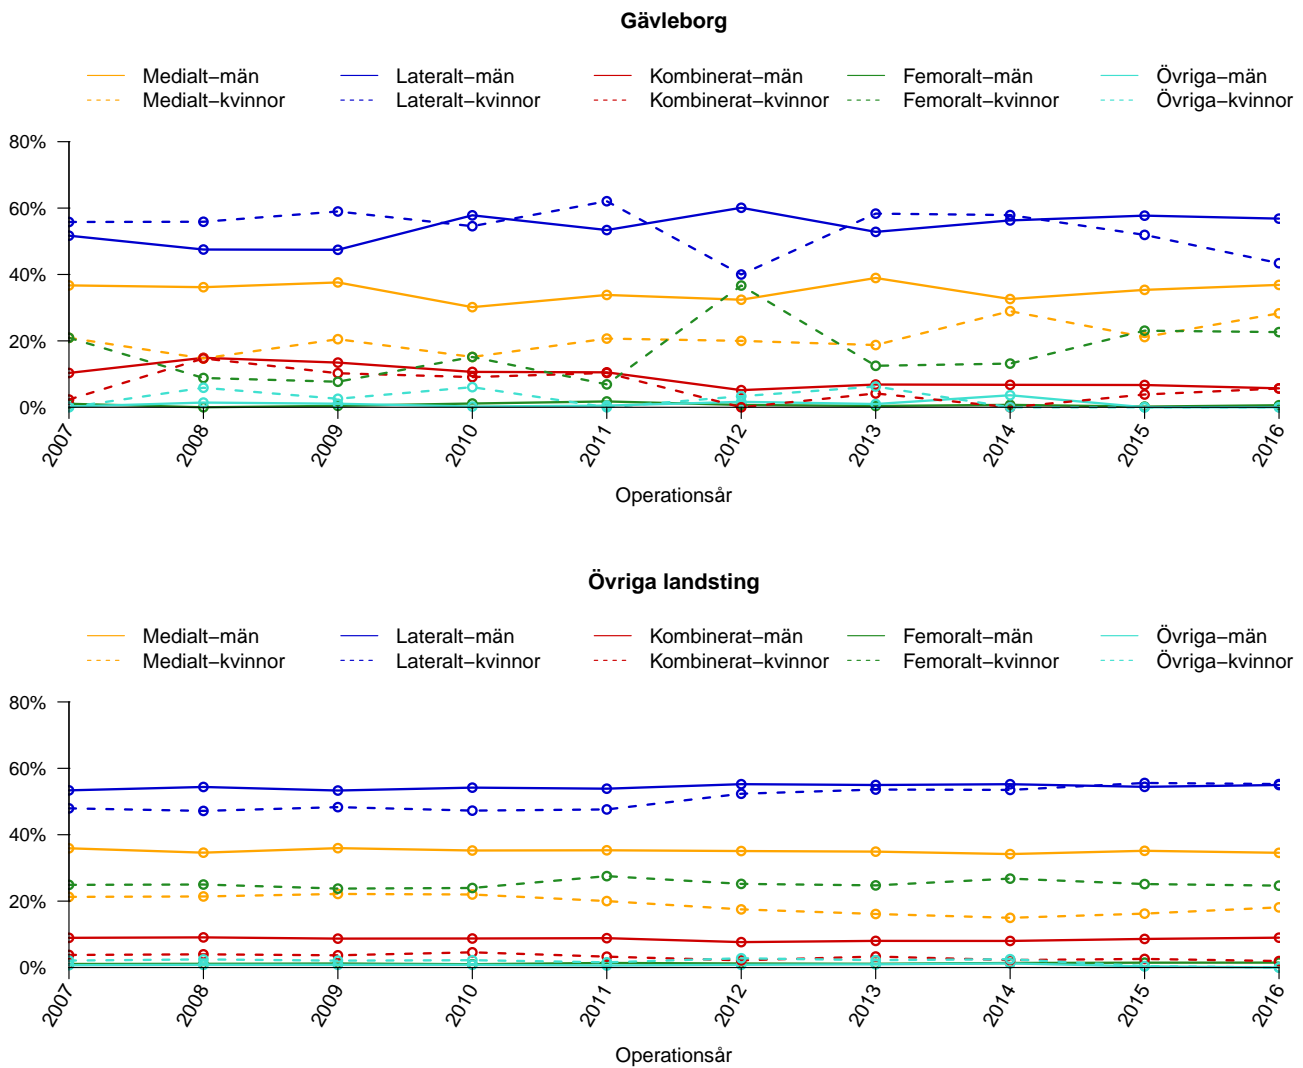 Gävleborg
Medialt−män Lateralt−män Kombinerat−män Femoralt−män Övriga−män
Medialt−kvinnor Lateralt−kvinnor Kombinerat−kvinnor Femoralt−kvinnor Övriga−kvinnor
80%
60%
40%
20%
0%
2007 2008 2009 2010 2011 2012 2013 2014 2015 2016
Operationsår
Övriga landsting
Medialt−män Lateralt−män Kombinerat−män Femoralt−män Övriga−män
Medialt−kvinnor Lateralt−kvinnor Kombinerat−kvinnor Femoralt−kvinnor Övriga−kvinnor
80%
60%
40%
20%
0%
2007 2008 2009 2010 2011 2012 2013 2014 2015 2016
Operationsår